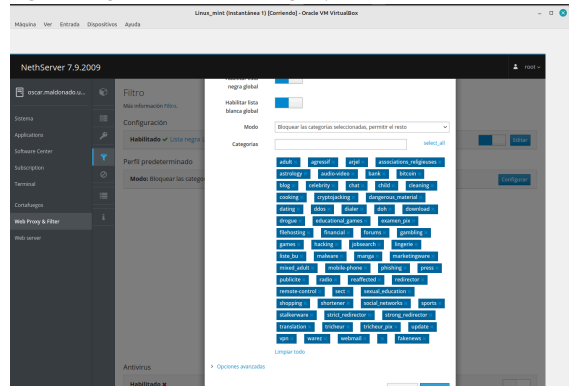 Linux_mint (Instantánea 1) [Corriendo] - Oracle VM VirtualBox
Máquina Ver Entrada Dispositivos Ayuda
NethServer 7.9.2009
root
oscar.maldonado.u...
Sistema
Applications
Software Center
Subscription
Terminal
Cortafuegos
Web Proxy & Filter
Web server
Filtro
Más información Filtro.
Configuración
Habilitado ✔ Lista negra
Editar
Perfil predeterminado
Modo: Bloquear las catego
Configurar
Antivirus
Habilitado ✖
negra global
Habilitar lista
blanca global
Modo Bloquear las categorías seleccionadas, permitir el resto
Categorias select_all
adult × agressif × arjel × associations_religieuses ×
astrology × audio-video × bank × bitcoin ×
blog × celebrity × chat × child × cleaning ×
cooking × cryptojacking × dangerous_material ×
dating × ddos × dialer × doh × download ×
drogue × educational_games × examen_pix ×
filehosting × financial × forums × gambling ×
games × hacking × jobsearch × lingerie ×
liste_bu × malware × manga × marketingware ×
mixed_adult × mobile-phone × phishing × press ×
publicite × radio × reaffected × redirector ×
remote-control × sect × sexual_education ×
shopping × shortener × social_networks × sports ×
stalkerware × strict_redirector × strong_redirector ×
translation × tricheur × tricheur_pix × update ×
vpn × warez × webmail × × fakenews ×
Limpiar todo
> Opciones avanzadas